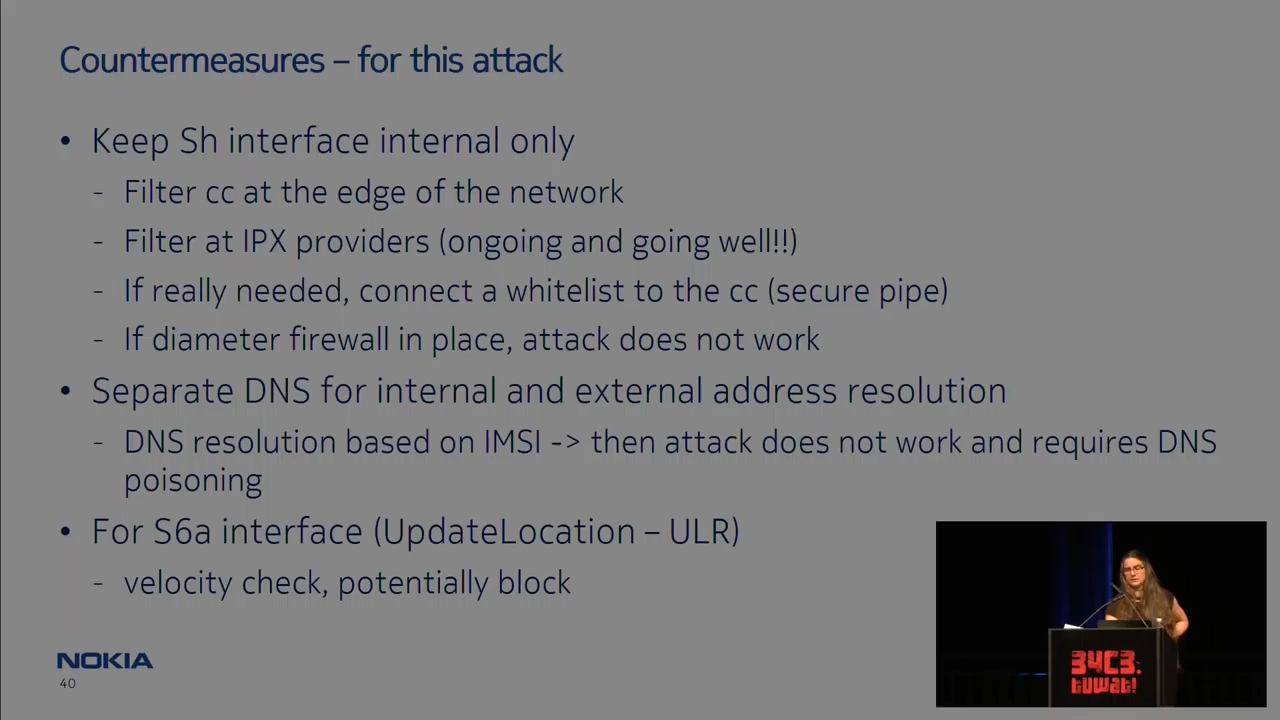 Countermeasures – for this attack
• Keep Sh interface internal only
- Filter cc at the edge of the network
- Filter at IPX providers (ongoing and going well!!)
- If really needed, connect a whitelist to the cc (secure pipe)
- If diameter firewall in place, attack does not work
• Separate DNS for internal and external address resolution
- DNS resolution based on IMSI -> then attack does not work and requires DNS
poisoning
• For S6a interface (UpdateLocation – ULR)
- velocity check, potentially block
NOKIA
40
34C3:
tuwat!